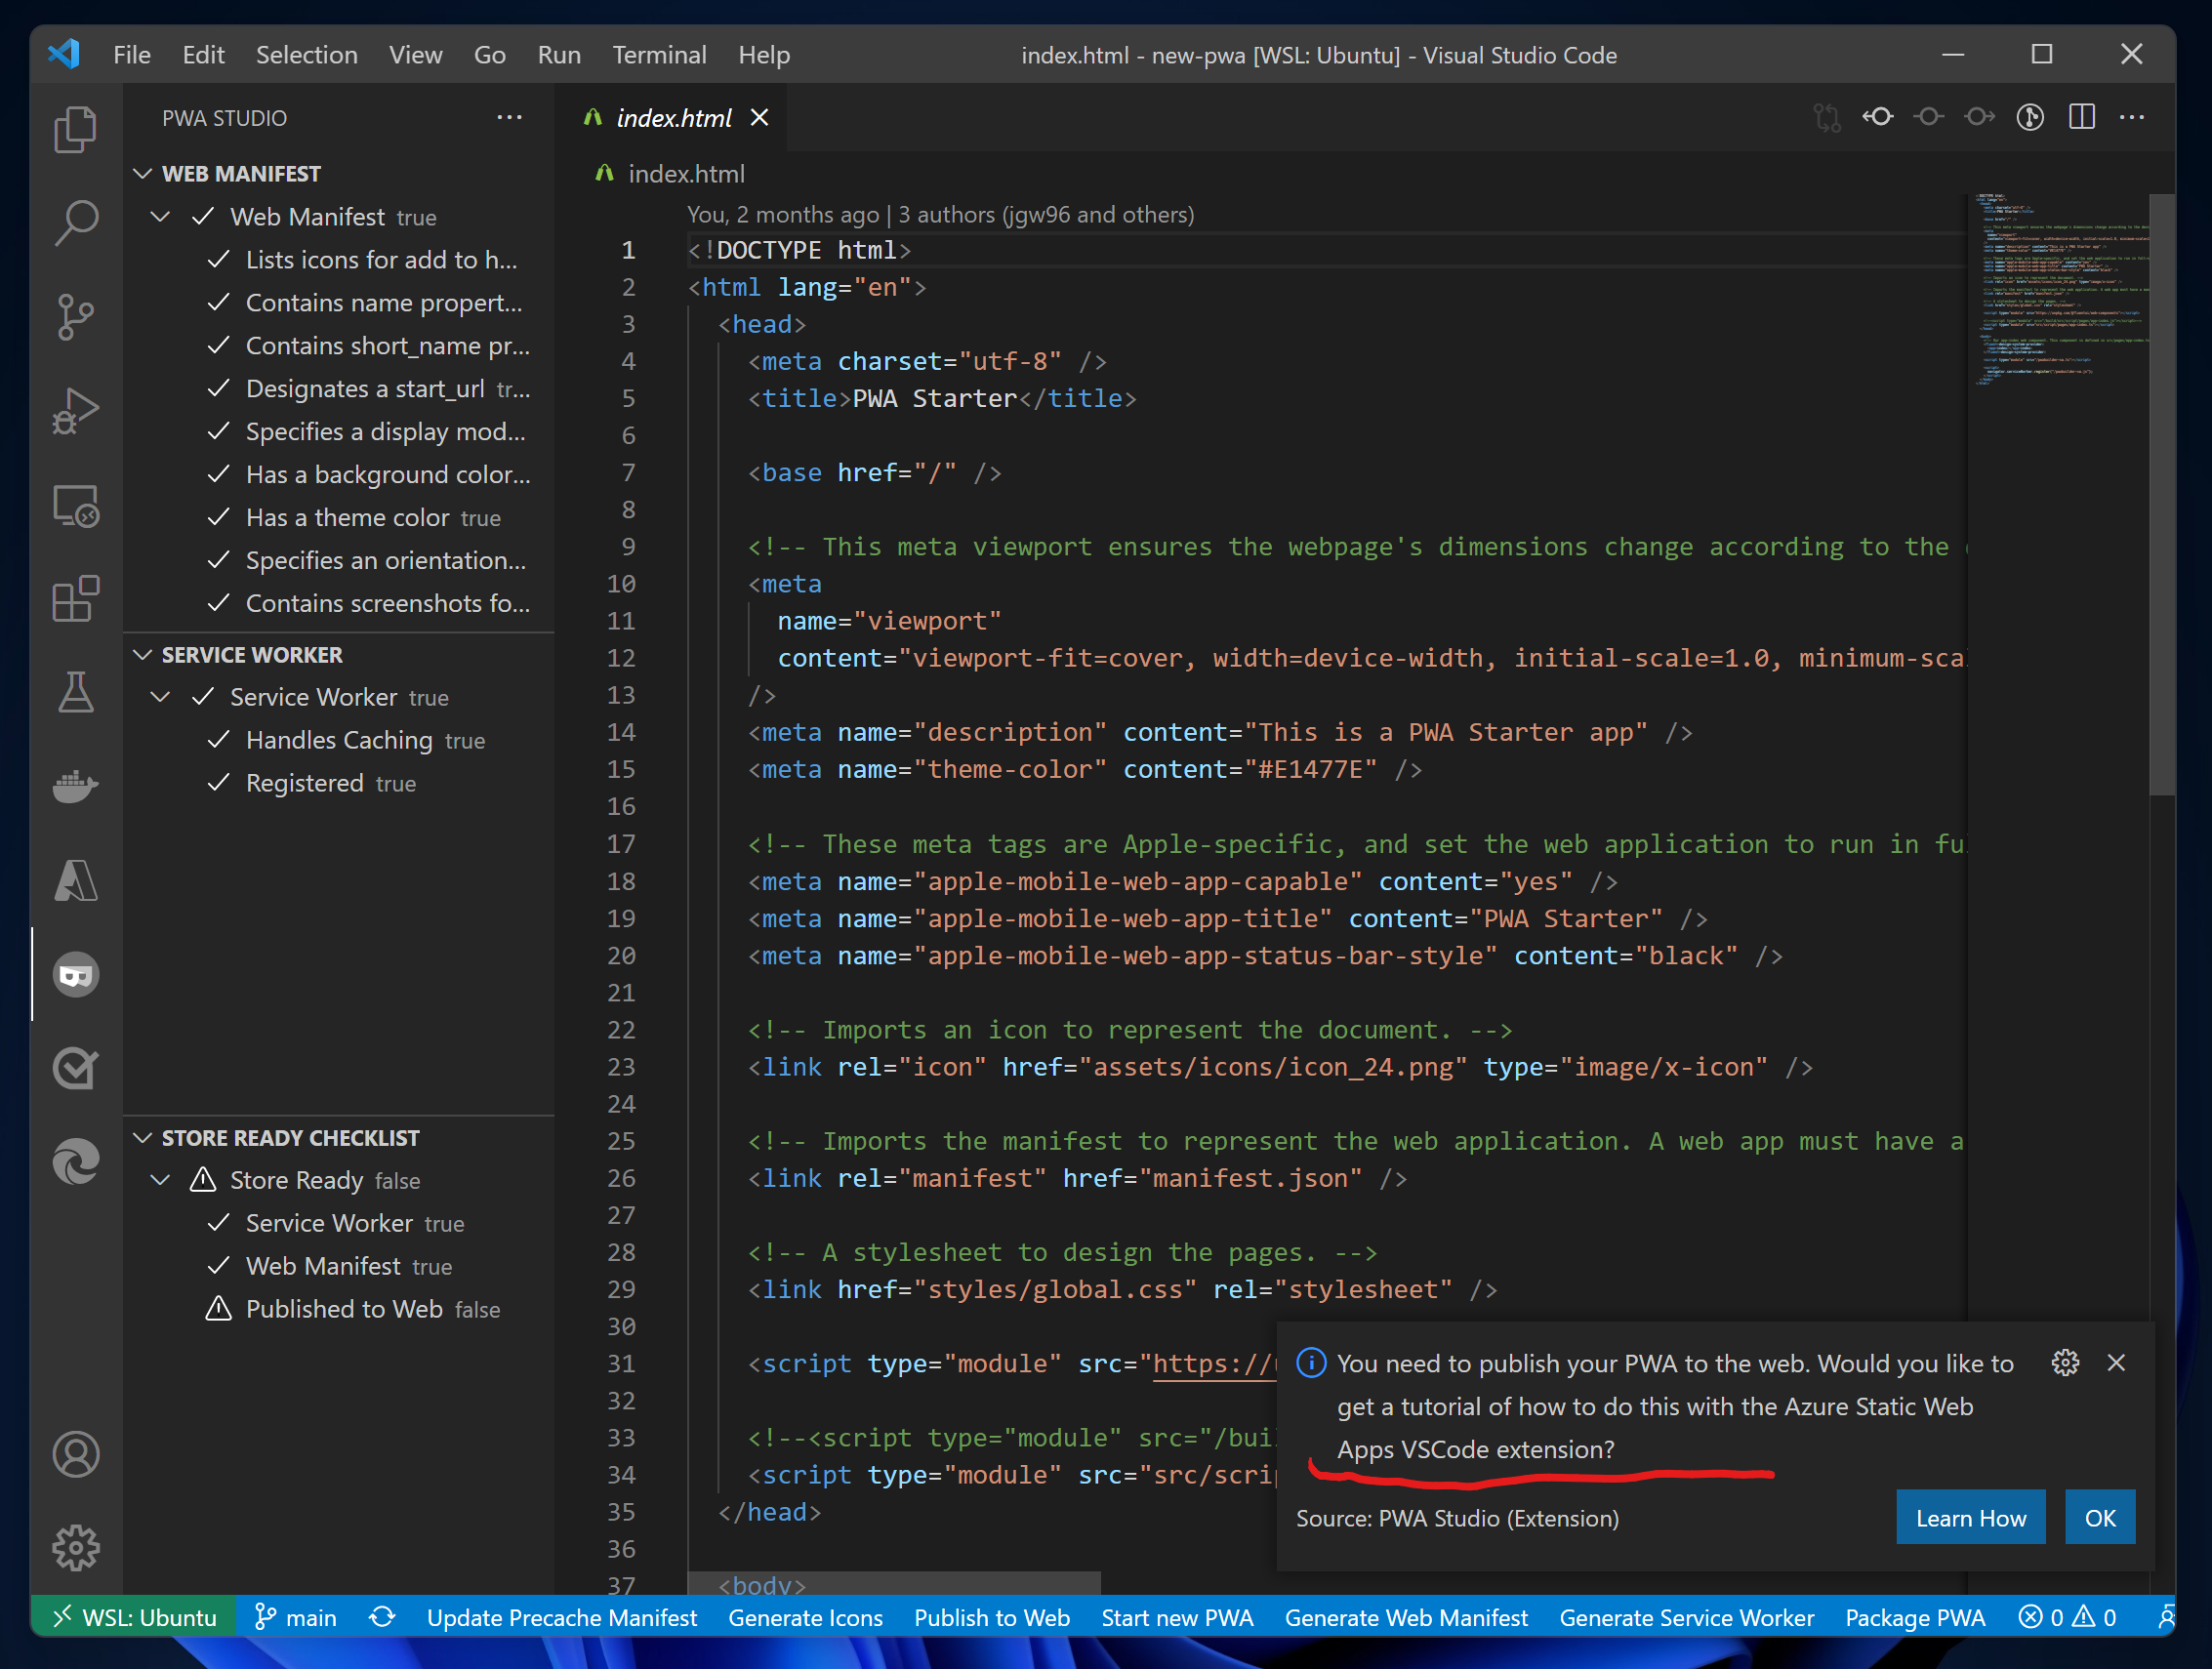 File Edit Selection View Go Run Terminal Help
index.html - new-pwa [WSL: Ubuntu] - Visual Studio Code
PWA STUDIO
WEB MANIFEST
Web Manifest true
Lists icons for add to h...
Contains name propert...
Contains short_name pr...
Designates a start_url tr...
Specifies a display mod...
Has a background color...
Has a theme color true
Specifies an orientation...
Contains screenshots fo...
SERVICE WORKER
Service Worker true
Handles Caching true
Registered true
STORE READY CHECKLIST
Store Ready false
Service Worker true
Web Manifest true
Published to Web false
index.html
index.html
You, 2 months ago | 3 authors (jgw96 and others)
1 <!DOCTYPE html>
2 <html lang="en">
3 <head>
4 <meta charset="utf-8" />
5 <title>PWA Starter</title>
6
7 <base href="/" />
8
9 <!-- This meta viewport ensures the webpage's dimensions change according to the
10 <meta
11 name="viewport"
12 content="viewport-fit=cover, width=device-width, initial-scale=1.0, minimum-sca
13 />
14 <meta name="description" content="This is a PWA Starter app" />
15 <meta name="theme-color" content="#E1477E" />
16
17 <!-- These meta tags are Apple-specific, and set the web application to run in fu
18 <meta name="apple-mobile-web-app-capable" content="yes" />
19 <meta name="apple-mobile-web-app-title" content="PWA Starter" />
20 <meta name="apple-mobile-web-app-status-bar-style" content="black" />
21
22 <!-- Imports an icon to represent the document. -->
23 <link rel="icon" href="assets/icons/icon_24.png" type="image/x-icon" />
24
25 <!-- Imports the manifest to represent the web application. A web app must have a
26 <link rel="manifest" href="manifest.json" />
27
28 <!-- A stylesheet to design the pages. -->
29 <link href="styles/global.css" rel="stylesheet" />
30
31 <script type="module" src="https://
32
33 <!--<script type="module" src="/bui
34 <script type="module" src="src/scrip
35 </head>
36
37 <body>
You need to publish your PWA to the web. Would you like to
get a tutorial of how to do this with the Azure Static Web
Apps VSCode extension?
Source: PWA Studio (Extension)
Learn How OK
WSL: Ubuntu main Update Precache Manifest Generate Icons Publish to Web Start new PWA Generate Web Manifest Generate Service Worker Package PWA 0 0